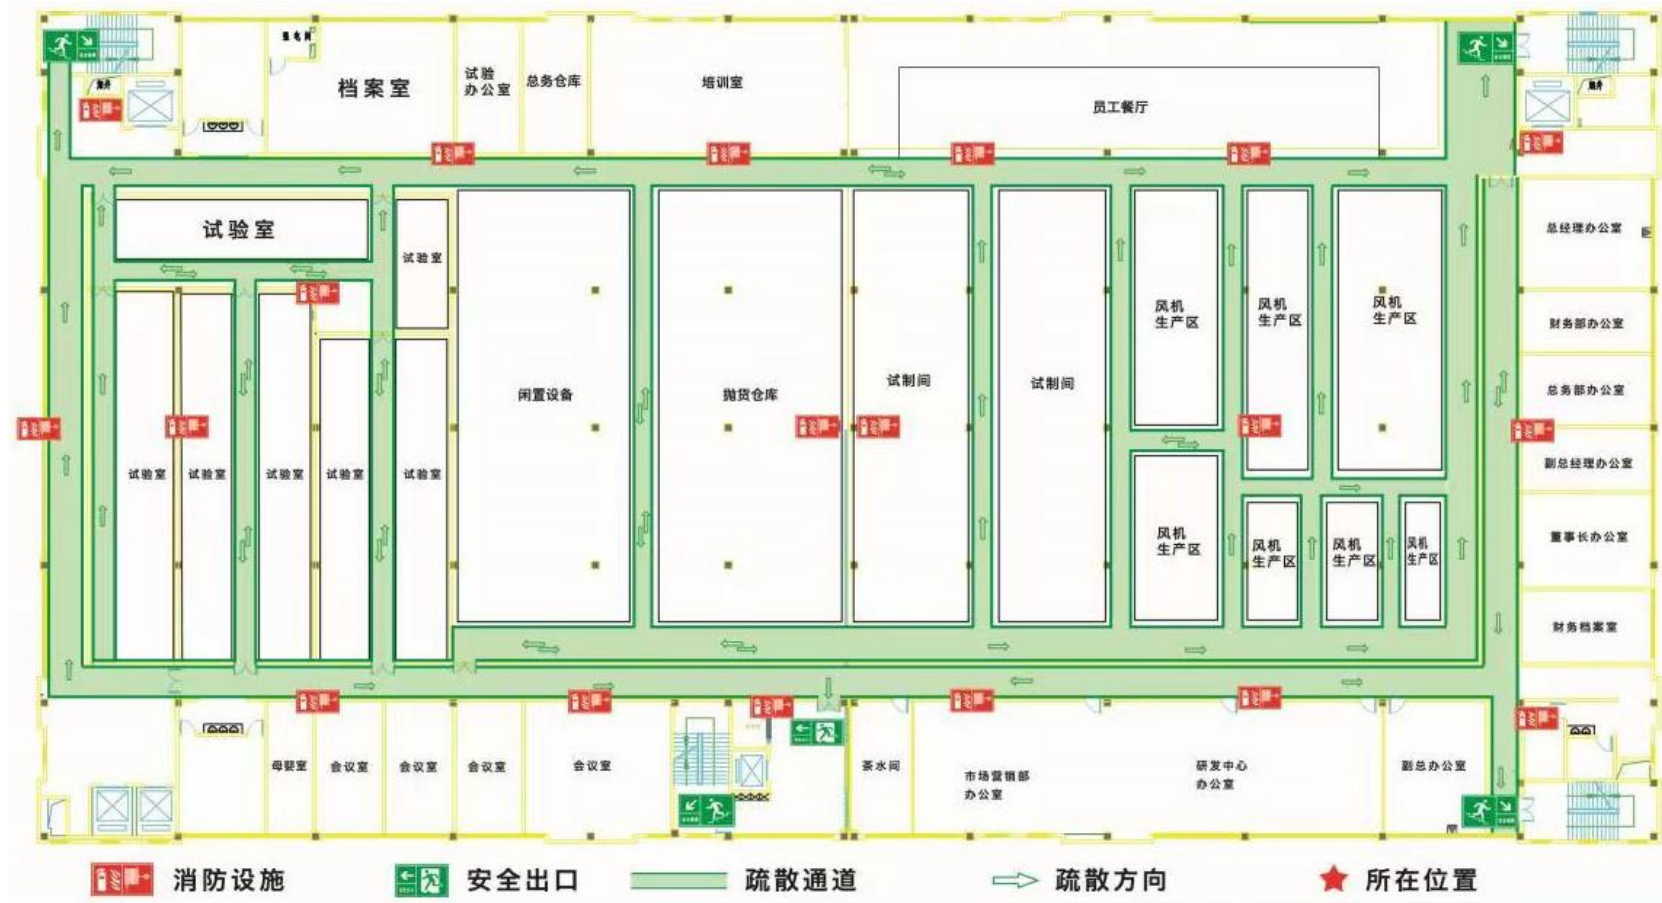 强电间
档案室
试验
办公室
总务仓库
培训室
员工餐厅
烟井
烟井
试验室
试验室
总经理办公室
闲置设备
抛货仓库
试制间
试制间
风机
生产区
风机
生产区
风机
生产区
财务部办公室
总务部办公室
副总经理办公室
试验室
试验室
试验室
试验室
试验室
风机
生产区
风机
生产区
风机
生产区
风机
生产区
董事长办公室
财务档案室
母婴室
会议室
会议室
会议室
会议室
茶水间
市场营销部
办公室
研发中心
办公室
副总办公室
消防设施
安全出口
疏散通道
疏散方向
所在位置